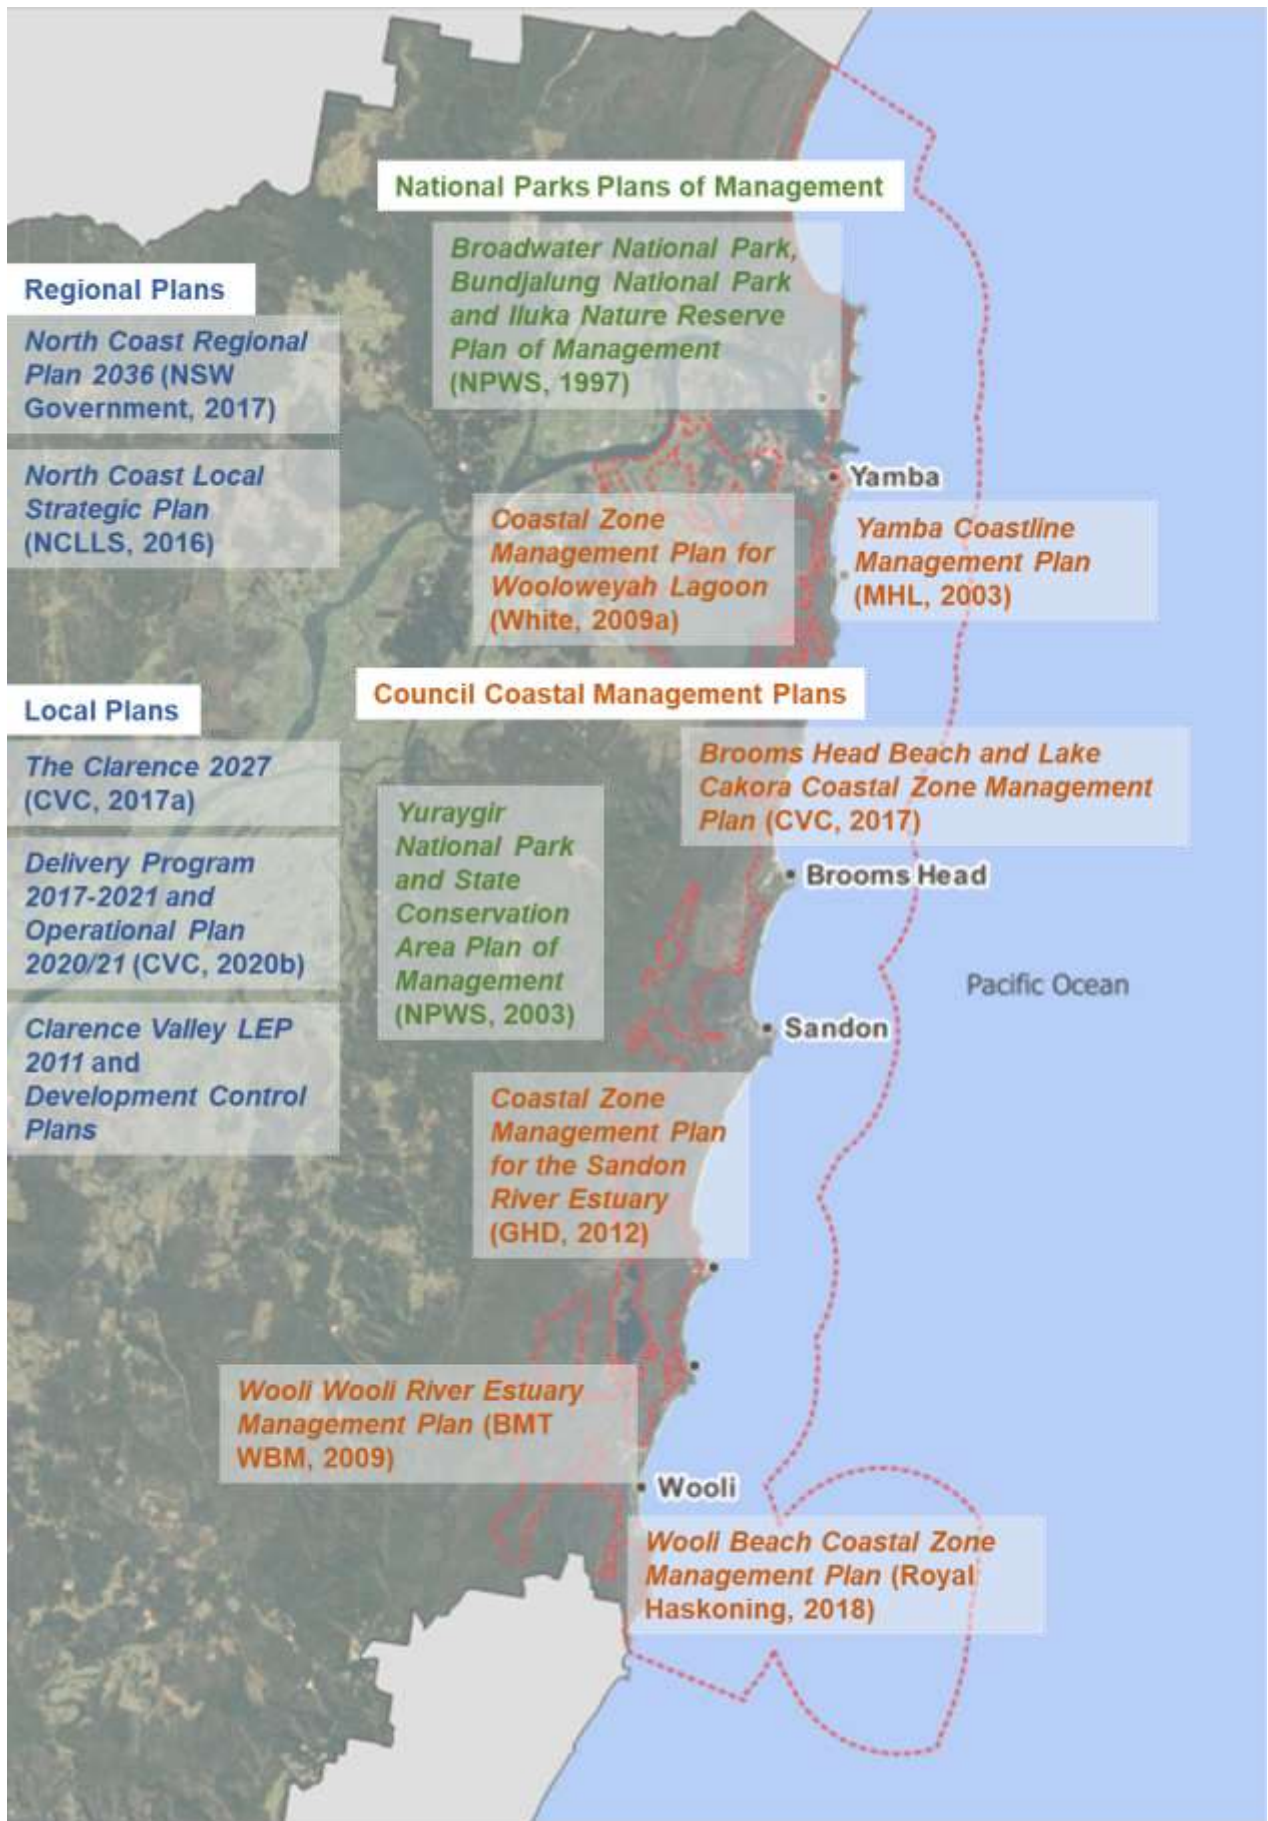 National Parks Plans of Management
Broadwater National Park,
Bundjalung National Park
and Iluka Nature Reserve
Plan of Management
(NPWS, 1997)
Regional Plans
North Coast Regional
Plan 2036 (NSW
Government, 2017)
North Coast Local
Strategic Plan
(NCLLS, 2016)
Yamba
Coastal Zone
Management Plan for
Wooloweyah Lagoon
(White, 2009a)
Yamba Coastline
Management Plan
(MHL, 2003)
Council Coastal Management Plans
Local Plans
The Clarence 2027
(CVC, 2017a)
Delivery Program
2017-2021 and
Operational Plan
2020/21 (CVC, 2020b)
Clarence Valley LEP
2011 and
Development Control
Plans
Brooms Head Beach and Lake
Cakora Coastal Zone Management
Plan (CVC, 2017)
Yuraygir
National Park
and State
Conservation
Area Plan of
Management
(NPWS, 2003)
Brooms Head
Pacific Ocean
Sandon
Coastal Zone
Management Plan
for the Sandon
River Estuary
(GHD, 2012)
Wooli Wooli River Estuary
Management Plan (BMT
WBM, 2009)
Wooli
Wooli Beach Coastal Zone
Management Plan (Royal
Haskoning, 2018)